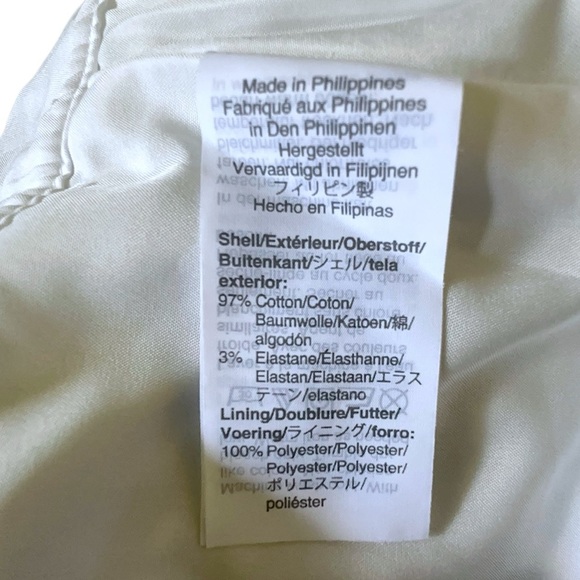 Made in Philippines
Fabriqué aux Philippines
in Den Philippinen
Hergestellt
Vervaardigd in Filipijnen
フィリピン製
Hecho en Filipinas
Shell/Extérieur/Oberstoff/
Buitenkant/シェル/tela
exterior:
97% Cotton/Coton/
Baumwolle/Katoen/綿/
algodón
3% Elastane/Élasthanne/
Elastan/Elastaan/エラス
テーン/elastano
Lining/Doublure/Futter/
Voering/ライニング/forro:
100% Polyester/Polyester/
Polyester/Polyester/
ポリエステル/
poliéster